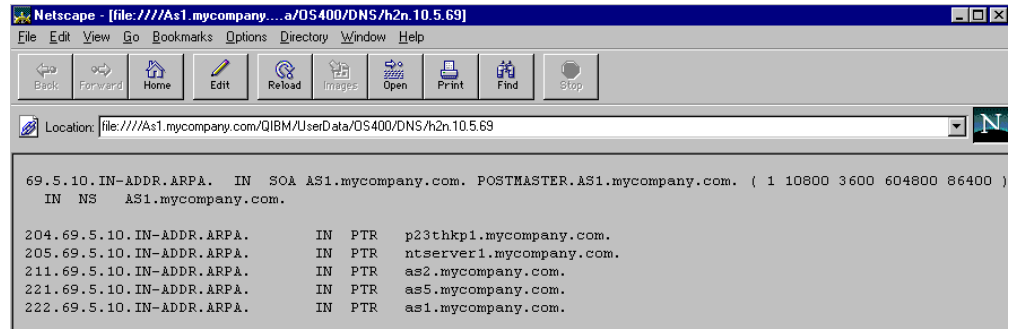 Netscape - [file:////As1.mycompany....a/OS400/DNS/h2n.10.5.69]
File Edit View Go Bookmarks Options Directory Window Help
Back Forward Home Edit Reload Images Open Print Find Stop
Location: file:////As1.mycompany.com/QIBM/UserData/OS400/DNS/h2n.10.5.69 N
69.5.10.IN-ADDR.ARPA. IN SOA AS1.mycompany.com. POSTMASTER.AS1.mycompany.com. ( 1 10800 3600 604800 86400 )
IN NS AS1.mycompany.com.
204.69.5.10.IN-ADDR.ARPA. IN PTR p23thkp1.mycompany.com.
205.69.5.10.IN-ADDR.ARPA. IN PTR ntserver1.mycompany.com.
211.69.5.10.IN-ADDR.ARPA. IN PTR as2.mycompany.com.
221.69.5.10.IN-ADDR.ARPA. IN PTR as5.mycompany.com.
222.69.5.10.IN-ADDR.ARPA. IN PTR as1.mycompany.com.